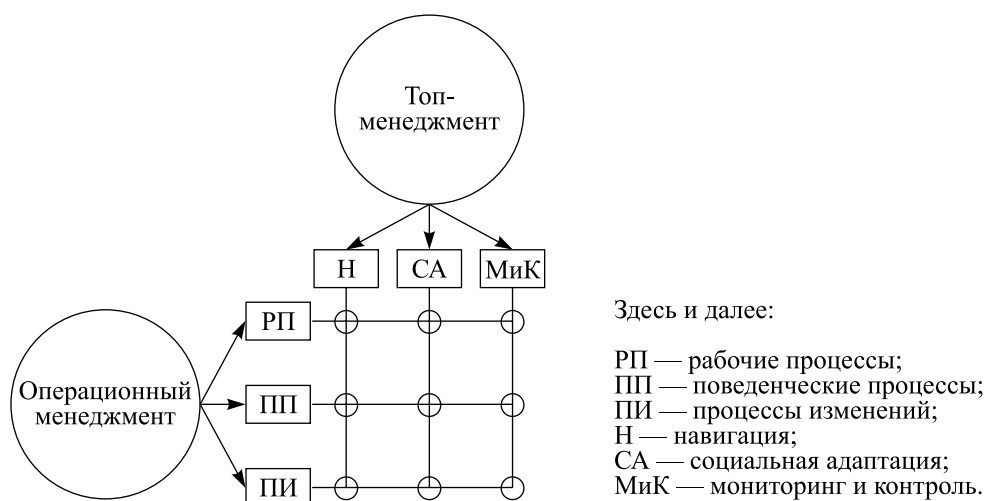 Топ-
менеджмент
Н
СА
МиК
РП
Операционный
менеджмент
ПП
ПИ
Здесь и далее:
РП — рабочие процессы;
ПП — поведенческие процессы;
ПИ — процессы изменений;
Н — навигация;
СА — социальная адаптация;
МиК — мониторинг и контроль.